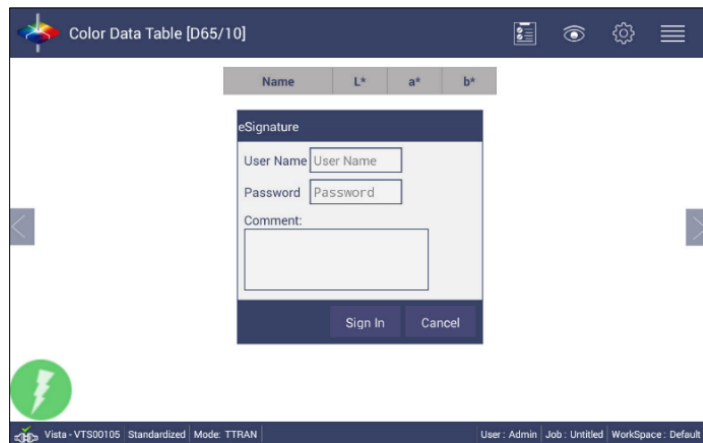 Color Data Table [D65/10]
Name L* a* b*
eSignature
User Name User Name
Password Password
Comment:
Sign In Cancel
Vista - VTS00105 Standardized Mode: TTRAN User : Admin Job : Untitled WorkSpace : Default